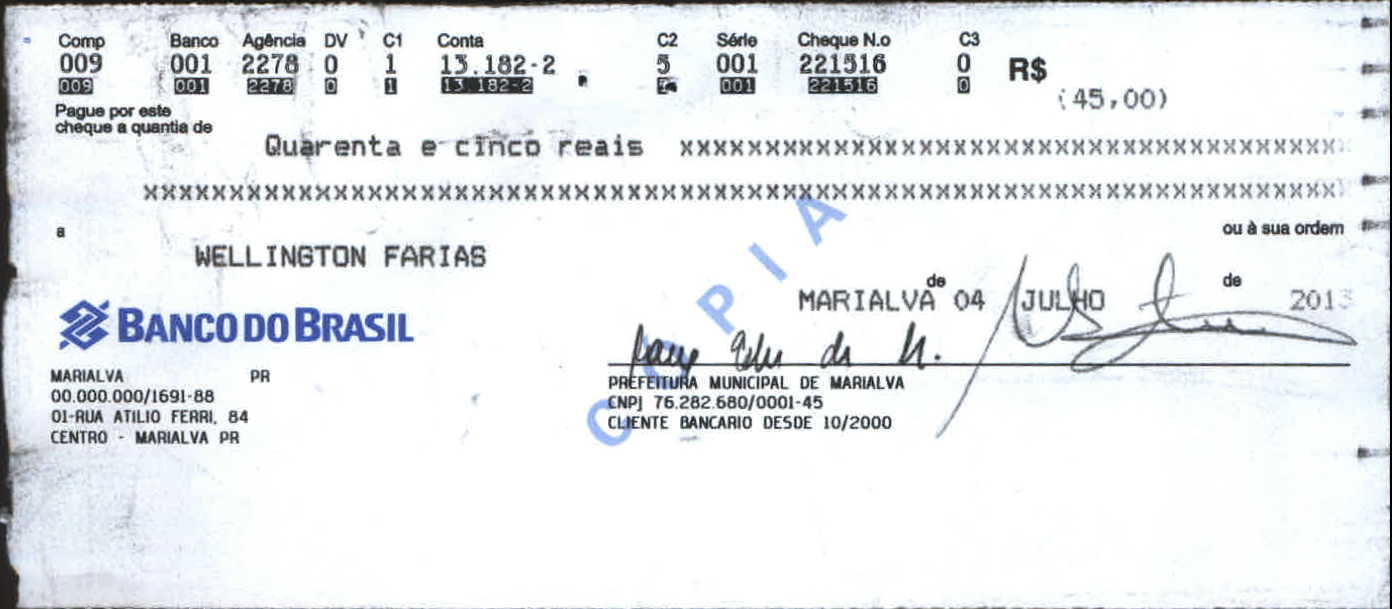 Comp Banco Agência DV C1 Conta C2 Série Cheque N.o C3
009 001 2278 0 1 13.182-2 5 001 221516 0 R$
009 001 2278 0 1 13.182-2 001 221516 0
(45,00)
Pague por este
cheque a quantia de
Quarenta e cinco reais xxxxxxxxxxxxxxxxxxxxxxxxxxxxxxxxxxxxxxxxxxxxxxx
xxxxxxxxxxxxxxxxxxxxxxxxxxxxxxxxxxxxxxxxxxxxxxxxxxxxxxxxxxxxxxxxxxxxxxxxxxxxxxxxxxx
a
ou à sua ordem
WELLINGTON FARIAS
MARIALVA de 04 JULHO de 2013
BANCO DO BRASIL
COPIA
MARIALVA PR
00.000.000/1691-88
01-RUA ATILIO FERRI, 84
CENTRO - MARIALVA PR
PREFEITURA MUNICIPAL DE MARIALVA
CNPJ 76.282.680/0001-45
CLIENTE BANCARIO DESDE 10/2000